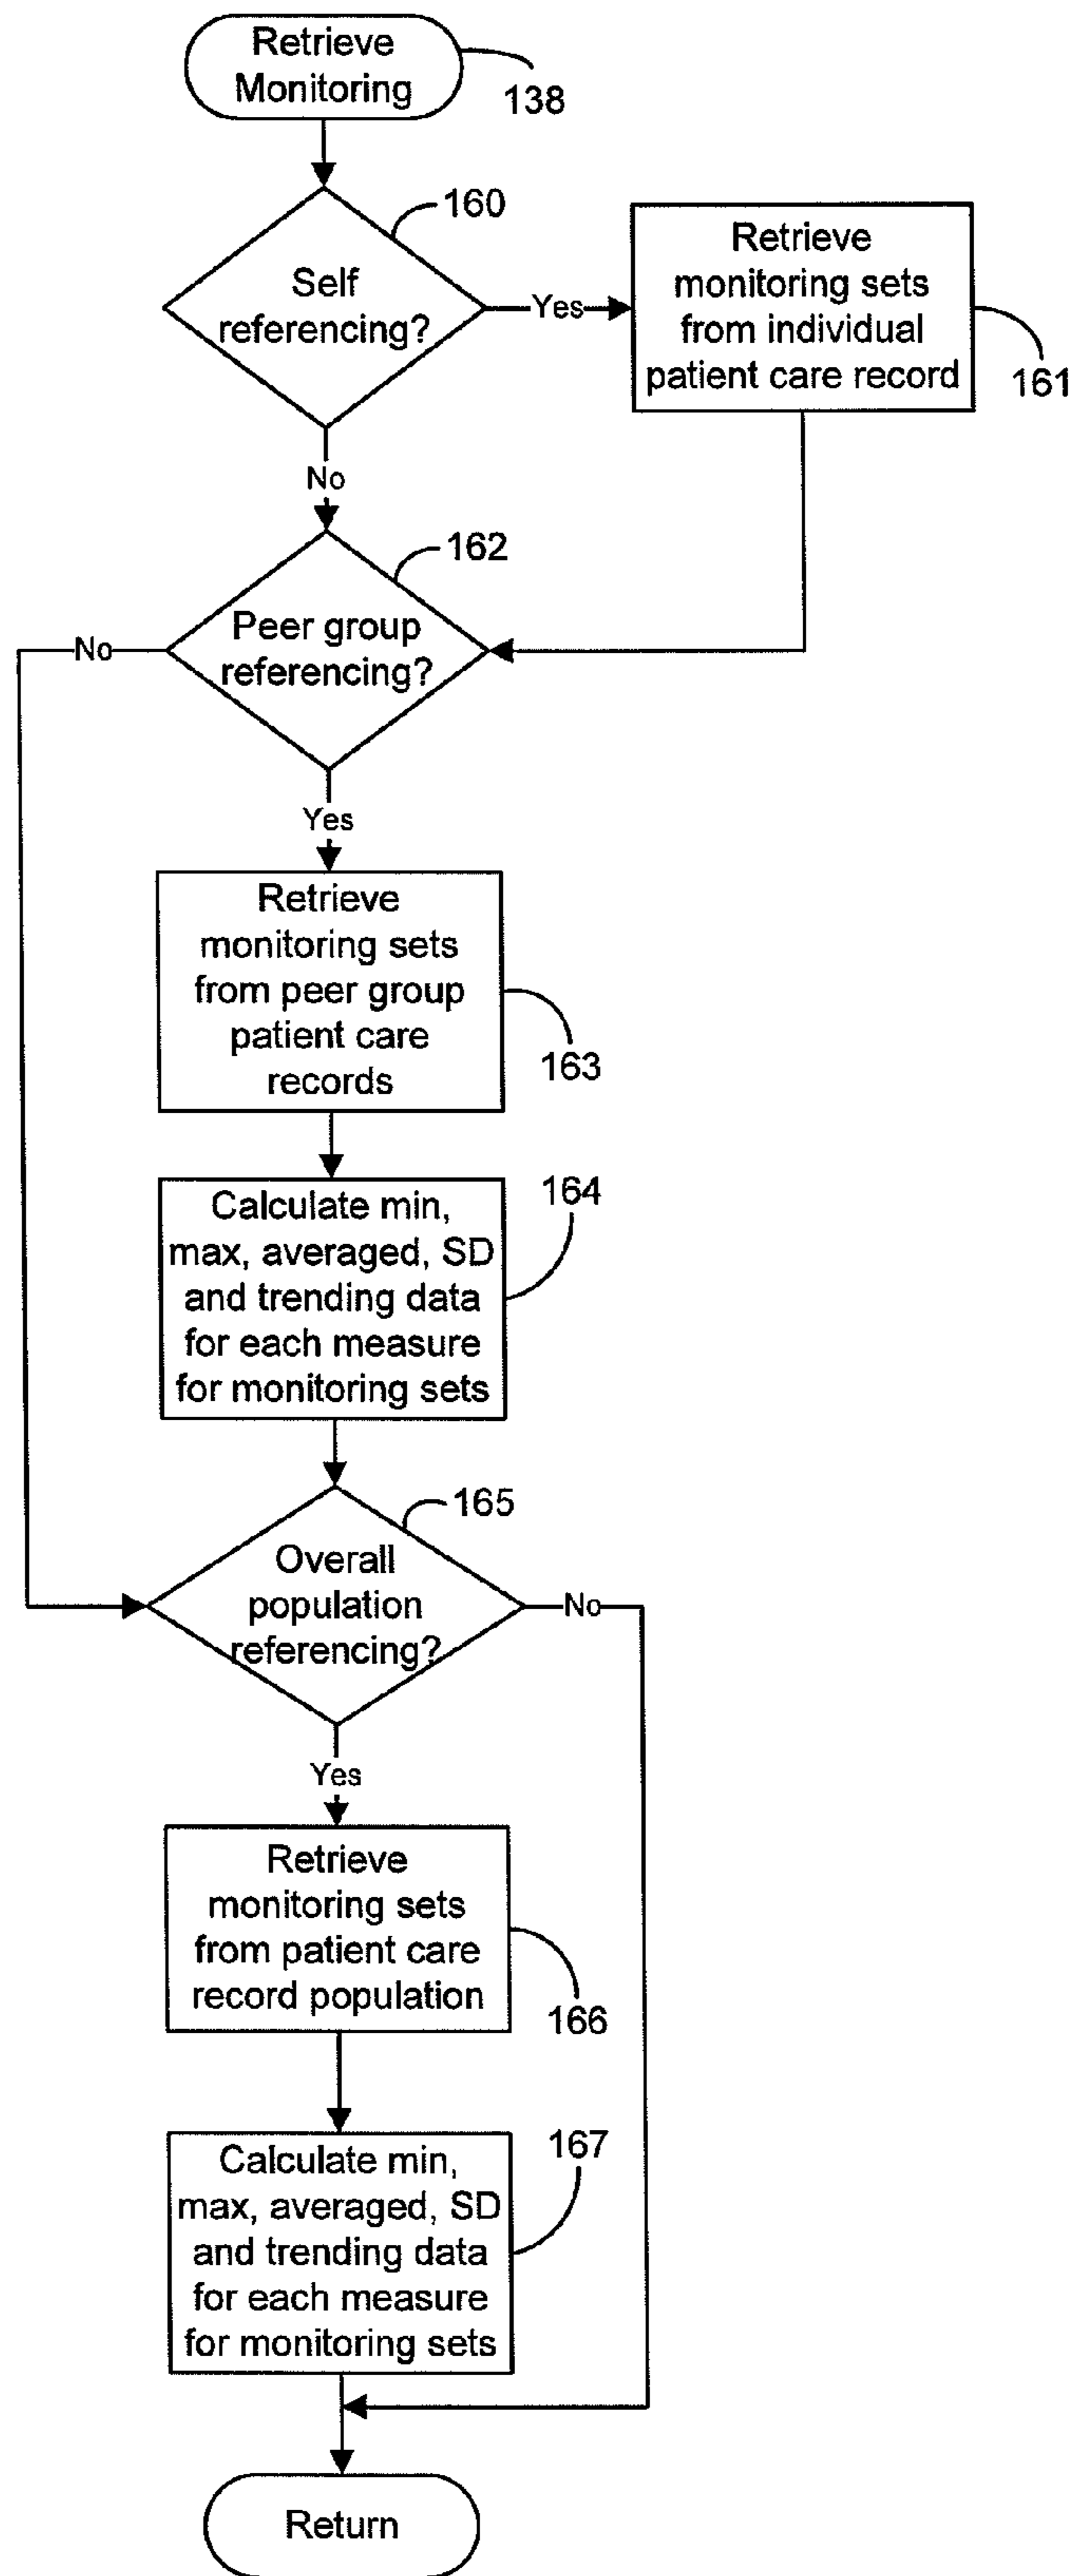 Retrieve
Monitoring
138
160
Self
referencing?
Yes
Retrieve
monitoring sets
from individual
patient care record
161
No
162
Peer group
referencing?
No
Yes
Retrieve
monitoring sets
from peer group
patient care
records
163
Calculate min,
max, averaged, SD
and trending data
for each measure
for monitoring sets
164
165
Overall
population
referencing?
No
Yes
Retrieve
monitoring sets
from patient care
record population
166
Calculate min,
max, averaged, SD
and trending data
for each measure
for monitoring sets
167
Return